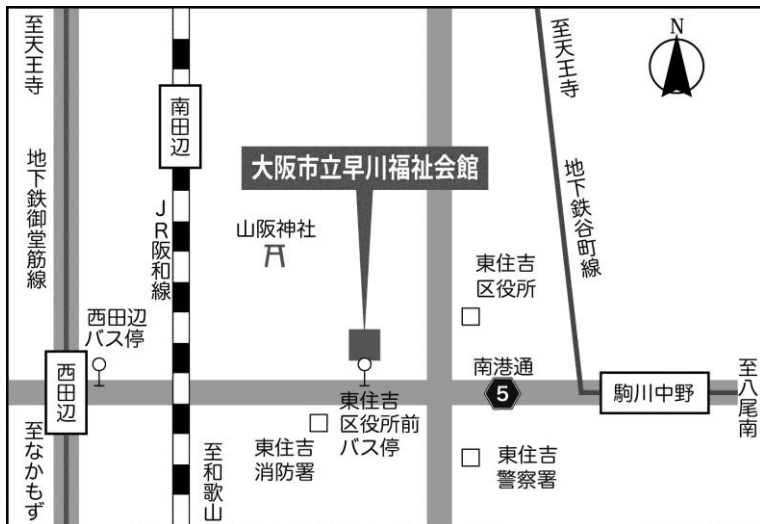 至天王寺
地下鉄御堂筋線
西田辺
至なかもず
西田辺
バス停
南田辺
JR阪和線
至和歌山
大阪市立早川福祉会館
山阪神社
東住吉
区役所前
バス停
東住吉
消防署
東住吉
区役所
南港通
5
東住吉
警察署
至天王寺
地下鉄谷町線
駒川中野
至八尾南
N